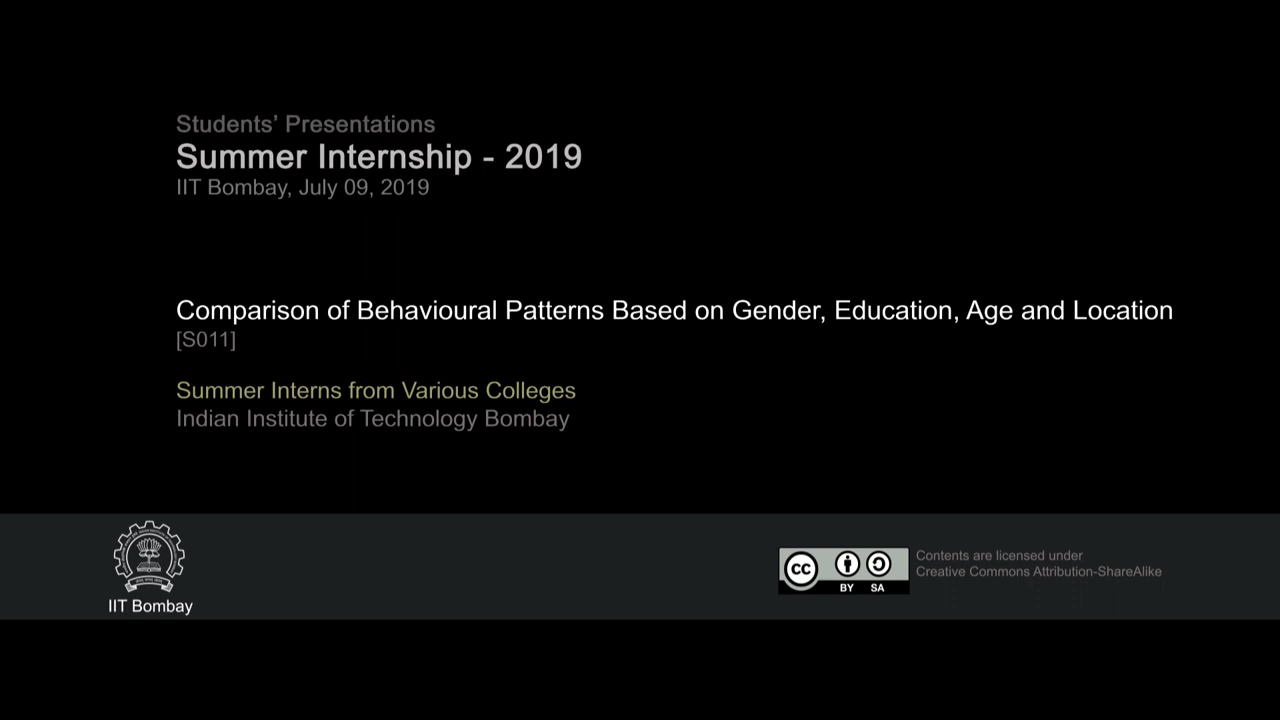 Students’ Presentations
Summer Internship - 2019
IIT Bombay, July 09, 2019
Comparison of Behavioural Patterns Based on Gender, Education, Age and Location
[S011]
Summer Interns from Various Colleges
Indian Institute of Technology Bombay
IIT Bombay
cc
BY SA
Contents are licensed under
Creative Commons Attribution-ShareAlike